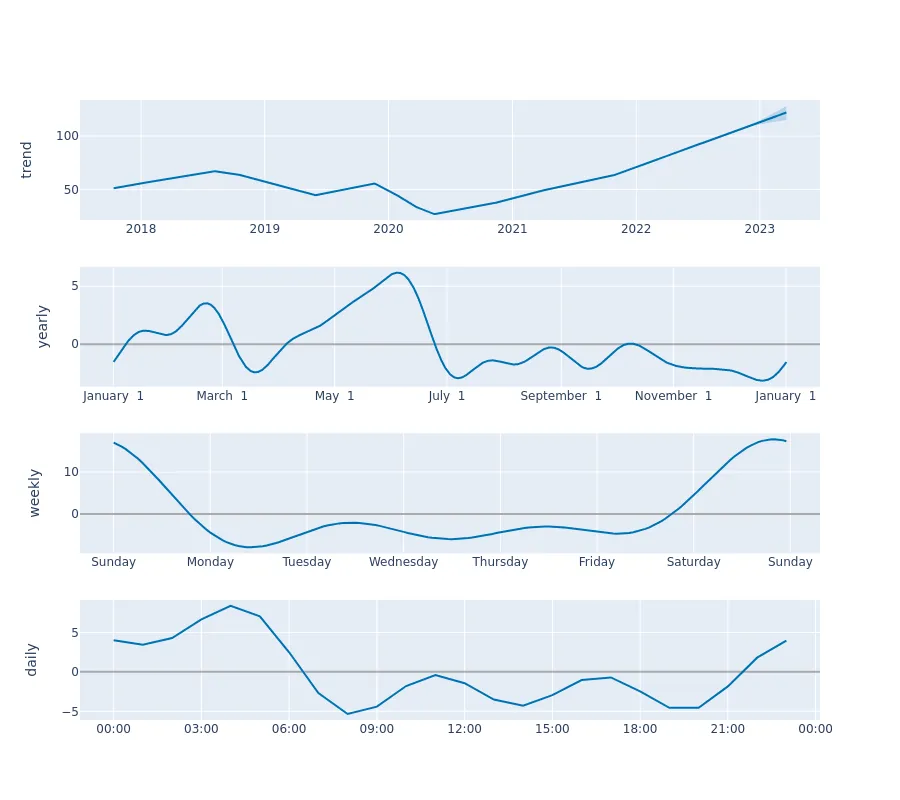 trend
100
50
2018 2019 2020 2021 2022 2023
yearly
5
0
January 1 March 1 May 1 July 1 September 1 November 1 January 1
weekly
10
0
Sunday Monday Tuesday Wednesday Thursday Friday Saturday Sunday
daily
5
0
−5
00:00 03:00 06:00 09:00 12:00 15:00 18:00 21:00 00:00